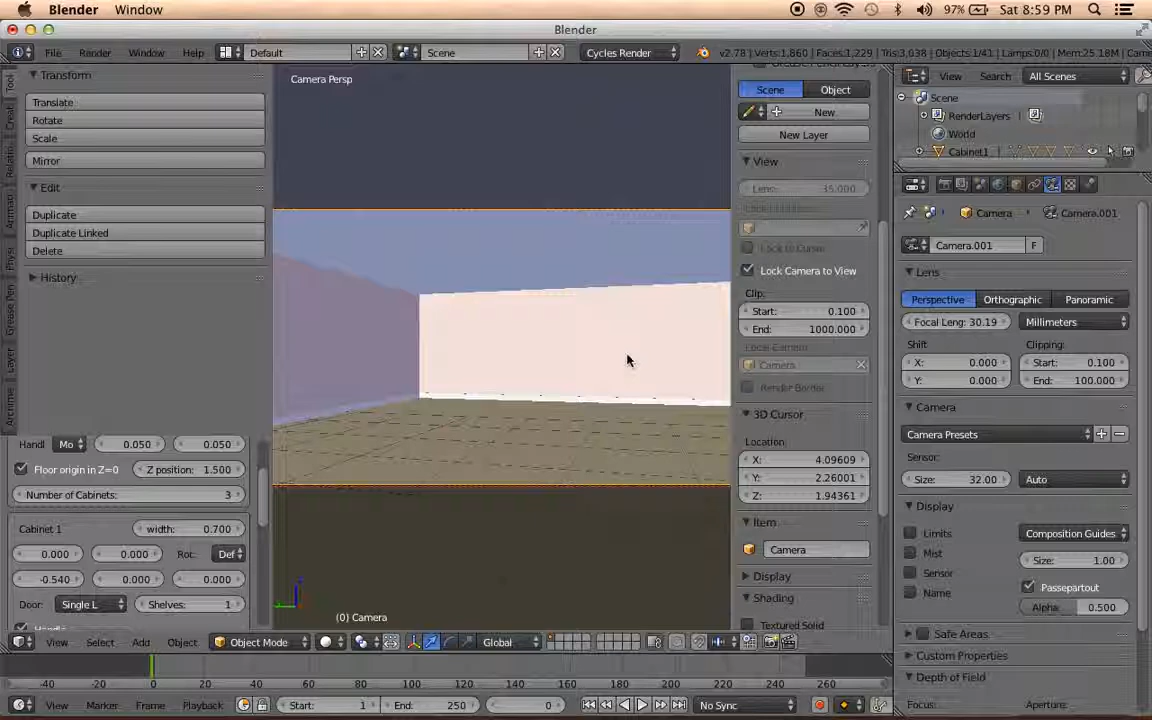 Blender Window 97% Sat 8:59 PM
Blender
File Render Window Help Default Scene Cycles Render v2.78 | Verts:1,860 | Faces:1,229 | Tris:3,038 | Objects:1/41 | Lamps:0/0 | Mem:25.18M | Came
Transform
Translate
Rotate
Scale
Mirror
Edit
Duplicate
Duplicate Linked
Delete
History
Handl Mo 0.050 0.050
Floor origin in Z=0 Z position: 1.500
Number of Cabinets: 3
Cabinet 1 width: 0.700
0.000 0.000 Rot: Def
-0.540 0.000 0.000
Door: Single L Shelves: 1
Tool
Creat
Relatio
Animati
Physi
Grease Pen
Layer
Archime
Camera Persp
(0) Camera
Scene Object
New
New Layer
View
Lens: 35.000
Lock to Cursor
Lock Camera to View
Clip:
Start: 0.100
End: 1000.000
Local Camera:
Camera
Render Border
3D Cursor
Location:
X: 4.09609
Y: 2.26001
Z: 1.94361
Item
Camera
Display
Shading
Textured Solid
View Search All Scenes
Scene
RenderLayers
World
Cabinet1
Camera Camera.001
Camera.001 F
Lens
Perspective Orthographic Panoramic
Focal Len: 30.19 Millimeters
Shift Clipping:
X: 0.000 Start: 0.100
Y: 0.000 End: 100.000
Camera
Camera Presets
Sensor:
Size: 32.00 Auto
Display
Limits Composition Guides
Mist Size: 1.00
Sensor Passepartout
Name Alpha: 0.500
Safe Areas
Custom Properties
Depth of Field
Focus: Aperture:
View Select Add Object Object Mode Global
-40 -20 0 20 40 60 80 100 120 140 160 180 200 220 240 260
View Marker Frame Playback Start: 1 End: 250 0 No Sync